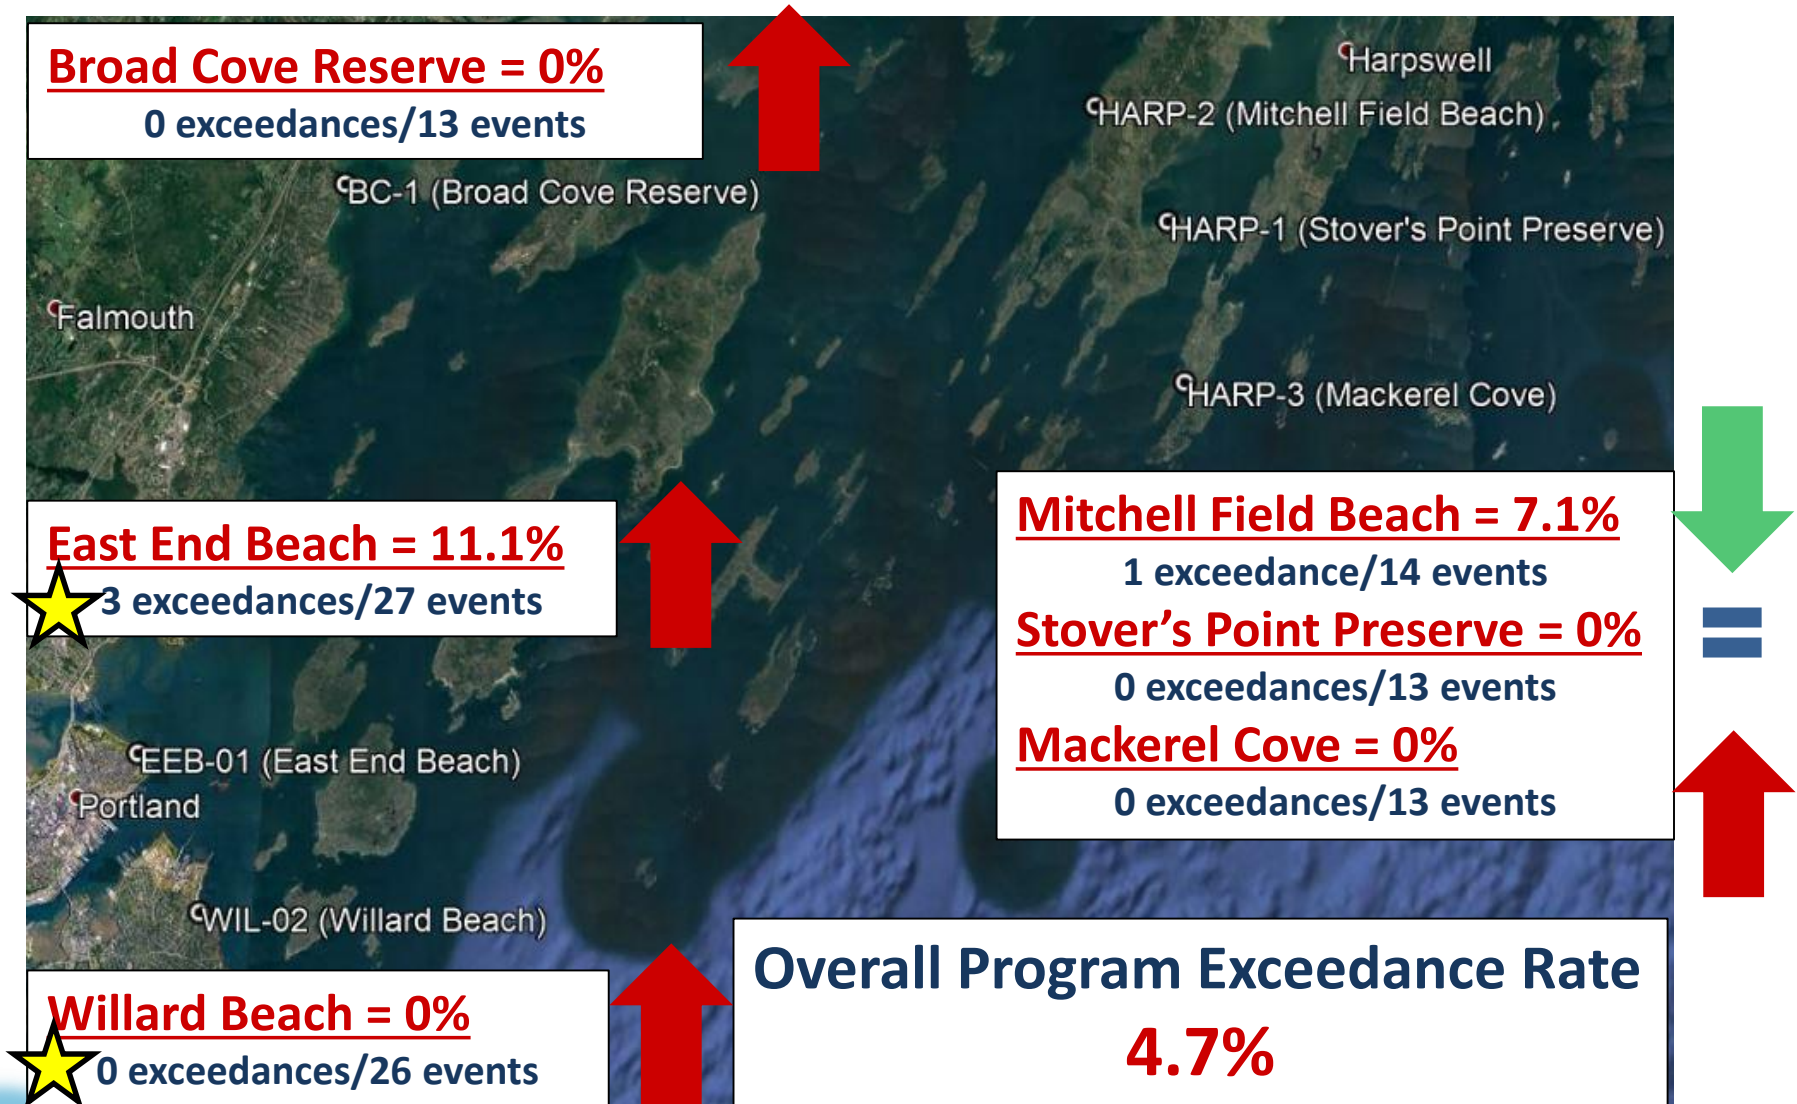 Broad Cove Reserve = 0%
0 exceedances/13 events
Harpswell
HARP-2 (Mitchell Field Beach)
BC-1 (Broad Cove Reserve)
HARP-1 (Stover's Point Preserve)
Falmouth
HARP-3 (Mackerel Cove)
East End Beach = 11.1%
3 exceedances/27 events
Mitchell Field Beach = 7.1%
1 exceedance/14 events
Stover’s Point Preserve = 0%
0 exceedances/13 events
Mackerel Cove = 0%
0 exceedances/13 events
EEB-01 (East End Beach)
Portland
WIL-02 (Willard Beach)
Willard Beach = 0%
0 exceedances/26 events
Overall Program Exceedance Rate
4.7%